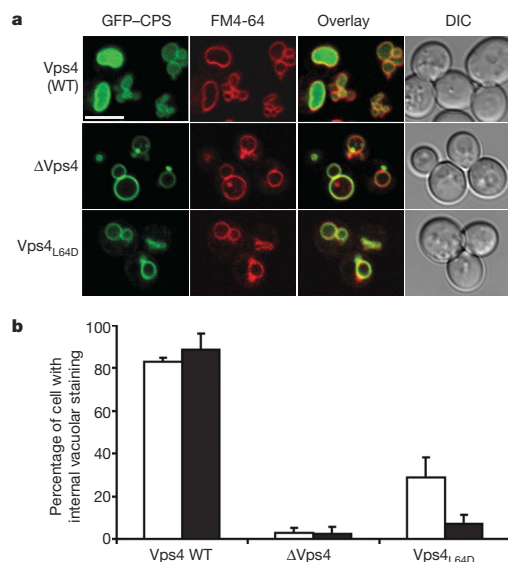 a
GFP–CPS FM4-64 Overlay DIC
Vps4
(WT)
ΔVps4
Vps4L64D
b
Percentage of cell with
internal vacuolar staining
100
80
60
40
20
0
Vps4 WT ΔVps4 Vps4L64D